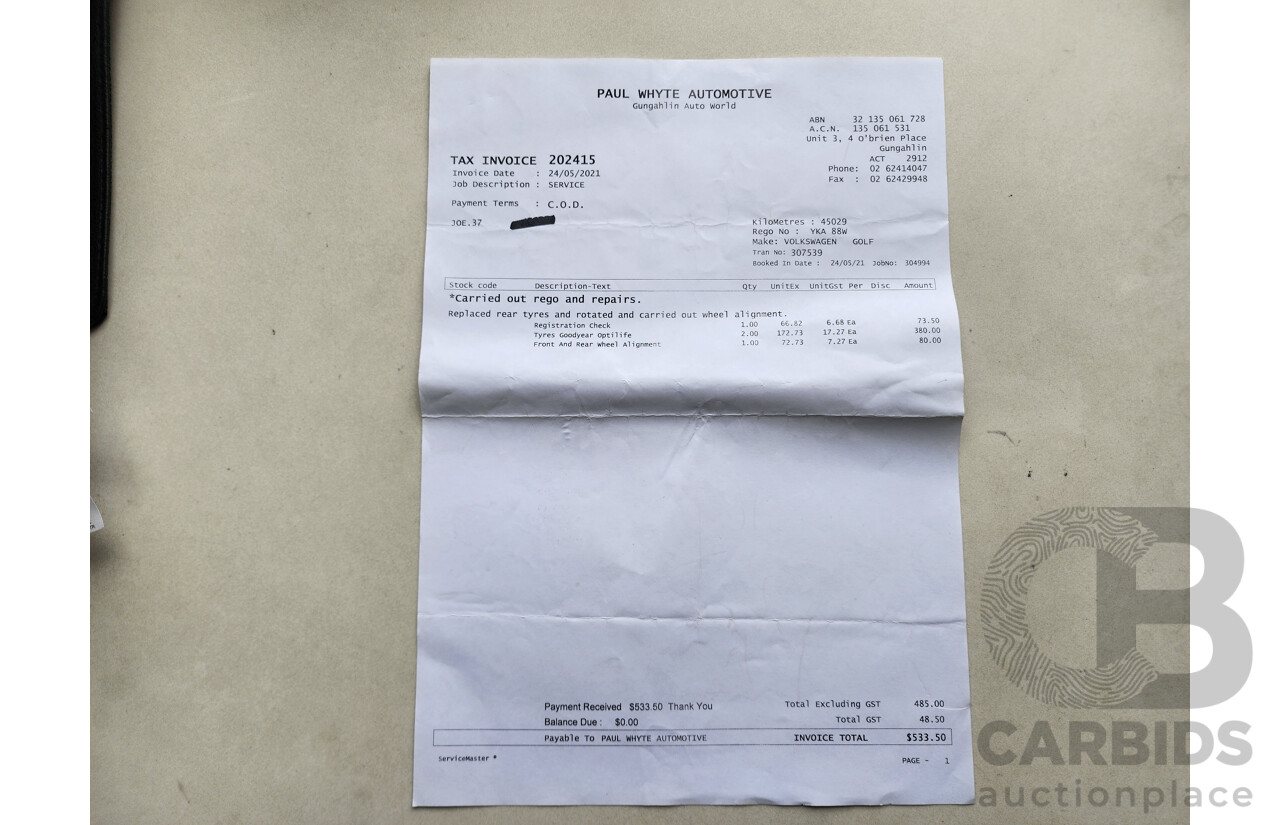 PAUL WHYTE AUTOMOTIVE
Gungahlin Auto World
ABN 32 135 061 728
A.C.N. 135 061 531
Unit 3, 4 O'brien Place
Gungahlin
ACT 2912
Phone: 02 62414047
Fax : 02 62429948
TAX INVOICE 202415
Invoice Date : 24/05/2021
Job Description : SERVICE
Payment Terms : C.O.D.
JOE.37
KiloMetres : 45029
Rego No : YKA 88W
Make: VOLKSWAGEN GOLF
Tran No: 307539
Booked In Date : 24/05/21 JobNo: 304994
Stock code Description-Text Qty UnitEx UnitGst Per Disc Amount
*Carried out rego and repairs.
Replaced rear tyres and rotated and carried out wheel alignment.
Registration Check 1.00 66.82 6.68 Ea 73.50
Tyres Goodyear Optilife 2.00 172.73 17.27 Ea 380.00
Front And Rear Wheel Alignment 1.00 72.73 7.27 Ea 80.00
Payment Received $533.50 Thank You Total Excluding GST 485.00
Balance Due : $0.00 Total GST 48.50
Payable To PAUL WHYTE AUTOMOTIVE INVOICE TOTAL $533.50
ServiceMaster * PAGE - 1
CB
CARBIDS
auctionplace